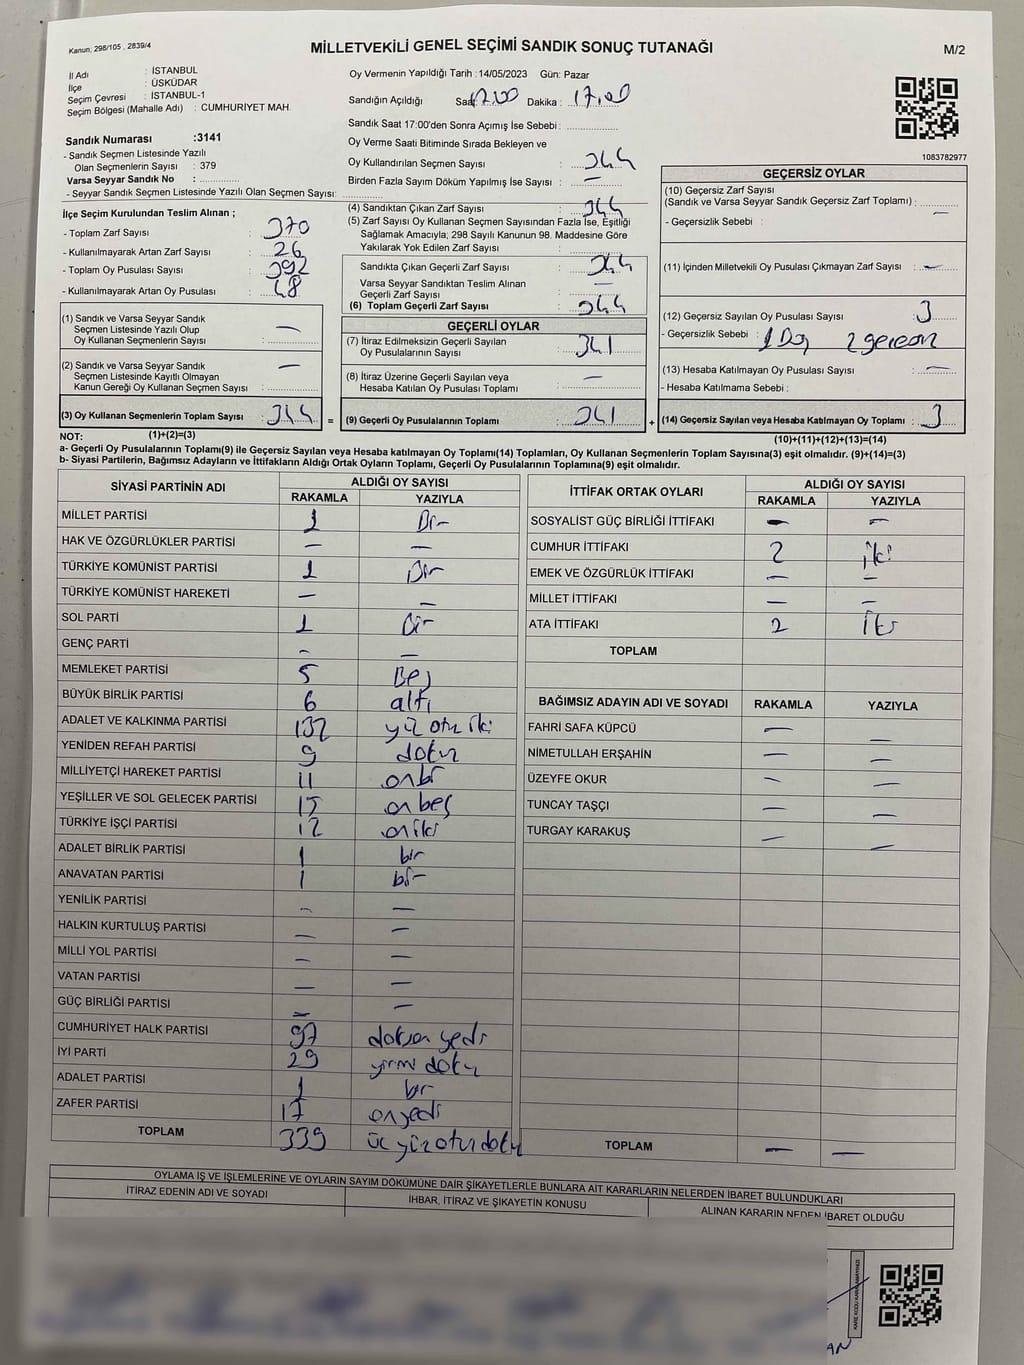 Kanun; 298/105 , 2839/4
MİLLETVEKİLİ GENEL SEÇİMİ SANDIK SONUÇ TUTANAĞI
M/2
İl Adı : İSTANBUL
İlçe : ÜSKÜDAR
Seçim Çevresi : İSTANBUL-1
Seçim Bölgesi (Mahalle Adı) : CUMHURİYET MAH.
Sandık Numarası :3141
- Sandık Seçmen Listesinde Yazılı
Olan Seçmenlerin Sayısı : 379
Varsa Seyyar Sandık No :
- Seyyar Sandık Seçmen Listesinde Yazılı Olan Seçmen Sayısı:
Oy Vermenin Yapıldığı Tarih :14/05/2023 Gün: Pazar
Sandığın Açıldığı Saat 17.00 Dakika : 17.00
Sandık Saat 17:00'den Sonra Açımış İse Sebebi :
Oy Verme Saati Bitiminde Sırada Bekleyen ve
Oy Kullandırılan Seçmen Sayısı : 344
Birden Fazla Sayım Döküm Yapılmış İse Sayısı : —
1083782977
İlçe Seçim Kurulundan Teslim Alınan ;
- Toplam Zarf Sayısı : 370
- Kullanılmayarak Artan Zarf Sayısı : 26
- Toplam Oy Pusulası Sayısı : 392
- Kullanılmayarak Artan Oy Pusulası : 48
(4) Sandıktan Çıkan Zarf Sayısı : 344
(5) Zarf Sayısı Oy Kullanan Seçmen Sayısından Fazla İse, Eşitliği
Sağlamak Amacıyla; 298 Sayılı Kanunun 98. Maddesine Göre
Yakılarak Yok Edilen Zarf Sayısı :
Sandıkta Çıkan Geçerli Zarf Sayısı : 344
Varsa Seyyar Sandıktan Teslim Alınan
Geçerli Zarf Sayısı : —
(6) Toplam Geçerli Zarf Sayısı : 344
GEÇERSİZ OYLAR
(10) Geçersiz Zarf Sayısı
(Sandık ve Varsa Seyyar Sandık Geçersiz Zarf Toplamı) : —
- Geçersizlik Sebebi :
(11) İçinden Milletvekili Oy Pusulası Çıkmayan Zarf Sayısı : —
(12) Geçersiz Sayılan Oy Pusulası Sayısı : 3
- Geçersizlik Sebebi : 1 Boş 2 geçersiz
(13) Hesaba Katılmayan Oy Pusulası Sayısı : —
- Hesaba Katmama Sebebi :
(1) Sandık ve Varsa Seyyar Sandık
Seçmen Listesinde Yazılı Olup
Oy Kullanan Seçmenlerin Sayısı : —
(2) Sandık ve Varsa Seyyar Sandık
Seçmen Listesinde Kayıtlı Olmayan
Kanun Gereği Oy Kullanan Seçmen Sayısı : —
GEÇERLİ OYLAR
(7) İtiraz Edilmeksizin Geçerli Sayılan
Oy Pusulalarının Sayısı : 341
(8) İtiraz Üzerine Geçerli Sayılan veya
Hesaba Katılan Oy Pusulası Toplamı : —
(3) Oy Kullanan Seçmenlerin Toplam Sayısı : 344 = (9) Geçerli Oy Pusulalarının Toplamı : 341 + (14) Geçersiz Sayılan veya Hesaba Katılmayan Oy Toplamı : 3
NOT: (1)+(2)=(3)
(10)+(11)+(12)+(13)=(14)
a- Geçerli Oy Pusulalarının Toplamı(9) ile Geçersiz Sayılan veya Hesaba katılmayan Oy Toplamı(14) Toplamları, Oy Kullanan Seçmenlerin Toplam Sayısına(3) eşit olmalıdır. (9)+(14)=(3)
b- Siyasi Partilerin, Bağımsız Adayların ve İttifakların Aldığı Ortak Oyların Toplamı, Geçerli Oy Pusulalarının Toplamına(9) eşit olmalıdır.
SİYASİ PARTİNİN ADI ALDIĞI OY SAYISI
RAKAMLA YAZIYLA
MİLLET PARTİSİ 1 Bir
HAK VE ÖZGÜRLÜKLER PARTİSİ — —
TÜRKİYE KOMÜNİST PARTİSİ 1 Bir
TÜRKİYE KOMÜNİST HAREKETİ — —
SOL PARTİ 1 Bir
GENÇ PARTİ — —
MEMLEKET PARTİSİ 5 Beş
BÜYÜK BİRLİK PARTİSİ 6 altı
ADALET VE KALKINMA PARTİSİ 132 yüz otuz iki
YENİDEN REFAH PARTİSİ 9 dokuz
MİLLİYETÇİ HAREKET PARTİSİ 11 onbir
YEŞİLLER VE SOL GELECEK PARTİSİ 15 onbeş
TÜRKİYE İŞÇİ PARTİSİ 12 oniki
ADALET BİRLİK PARTİSİ 1 bir
ANAVATAN PARTİSİ 1 bir
YENİLİK PARTİSİ — —
HALKIN KURTULUŞ PARTİSİ — —
MİLLİ YOL PARTİSİ — —
VATAN PARTİSİ — —
GÜÇ BİRLİĞİ PARTİSİ — —
CUMHURİYET HALK PARTİSİ 97 doksan yedi
İYİ PARTİ 29 yirmi dokuz
ADALET PARTİSİ 1 bir
ZAFER PARTİSİ 17 onyedi
TOPLAM 339 üç yüz otuz dokuz
İTTİFAK ORTAK OYLARI ALDIĞI OY SAYISI
RAKAMLA YAZIYLA
SOSYALİST GÜÇ BİRLİĞİ İTTİFAKI — —
CUMHUR İTTİFAKI 2 iki
EMEK VE ÖZGÜRLÜK İTTİFAKI — —
MİLLET İTTİFAKI — —
ATA İTTİFAKI 2 İki
TOPLAM
BAĞIMSIZ ADAYIN ADI VE SOYADI RAKAMLA YAZIYLA
FAHRİ SAFA KÜPCÜ — —
NİMETULLAH ERŞAHİN — —
ÜZEYFE OKUR — —
TUNCAY TAŞÇI — —
TURGAY KARAKUŞ — —
TOPLAM — —
OYLAMA İŞ VE İŞLEMLERİNE VE OYLARIN SAYIM DÖKÜMÜNE DAİR ŞİKAYETLERLE BUNLARA AİT KARARLARIN NELERDEN İBARET BULUNDUKLARI
İTİRAZ EDENİN ADI VE SOYADI İHBAR, İTİRAZ VE ŞİKAYETİN KONUSU ALINAN KARARIN NEDEN İBARET OLDUĞU